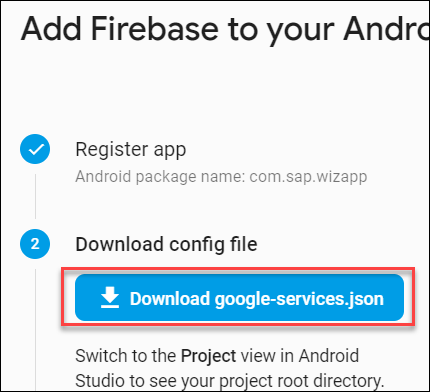 Add Firebase to your Andro
Register app
Android package name: com.sap.wizapp
2
Download config file
Download google-services.json
Switch to the Project view in Android
Studio to see your project root directory.